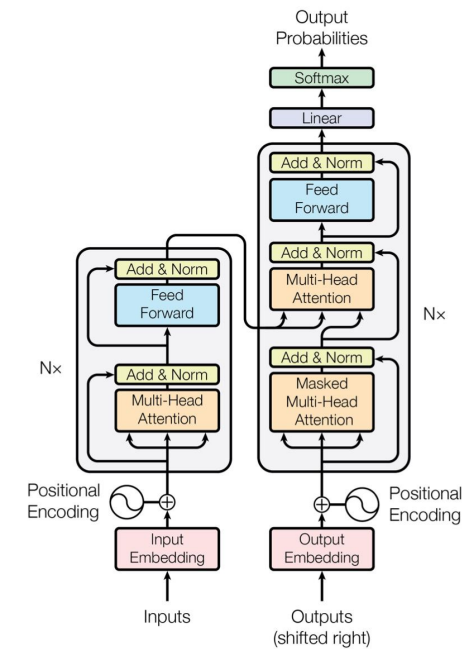 Output
Probabilities
Softmax
Linear
Add & Norm
Feed
Forward
Add & Norm
Multi-Head
Attention
Add & Norm
Masked
Multi-Head
Attention
N×
Add & Norm
Feed
Forward
Add & Norm
Multi-Head
Attention
N×
Positional
Encoding
Positional
Encoding
Input
Embedding
Output
Embedding
Inputs
Outputs
(shifted right)